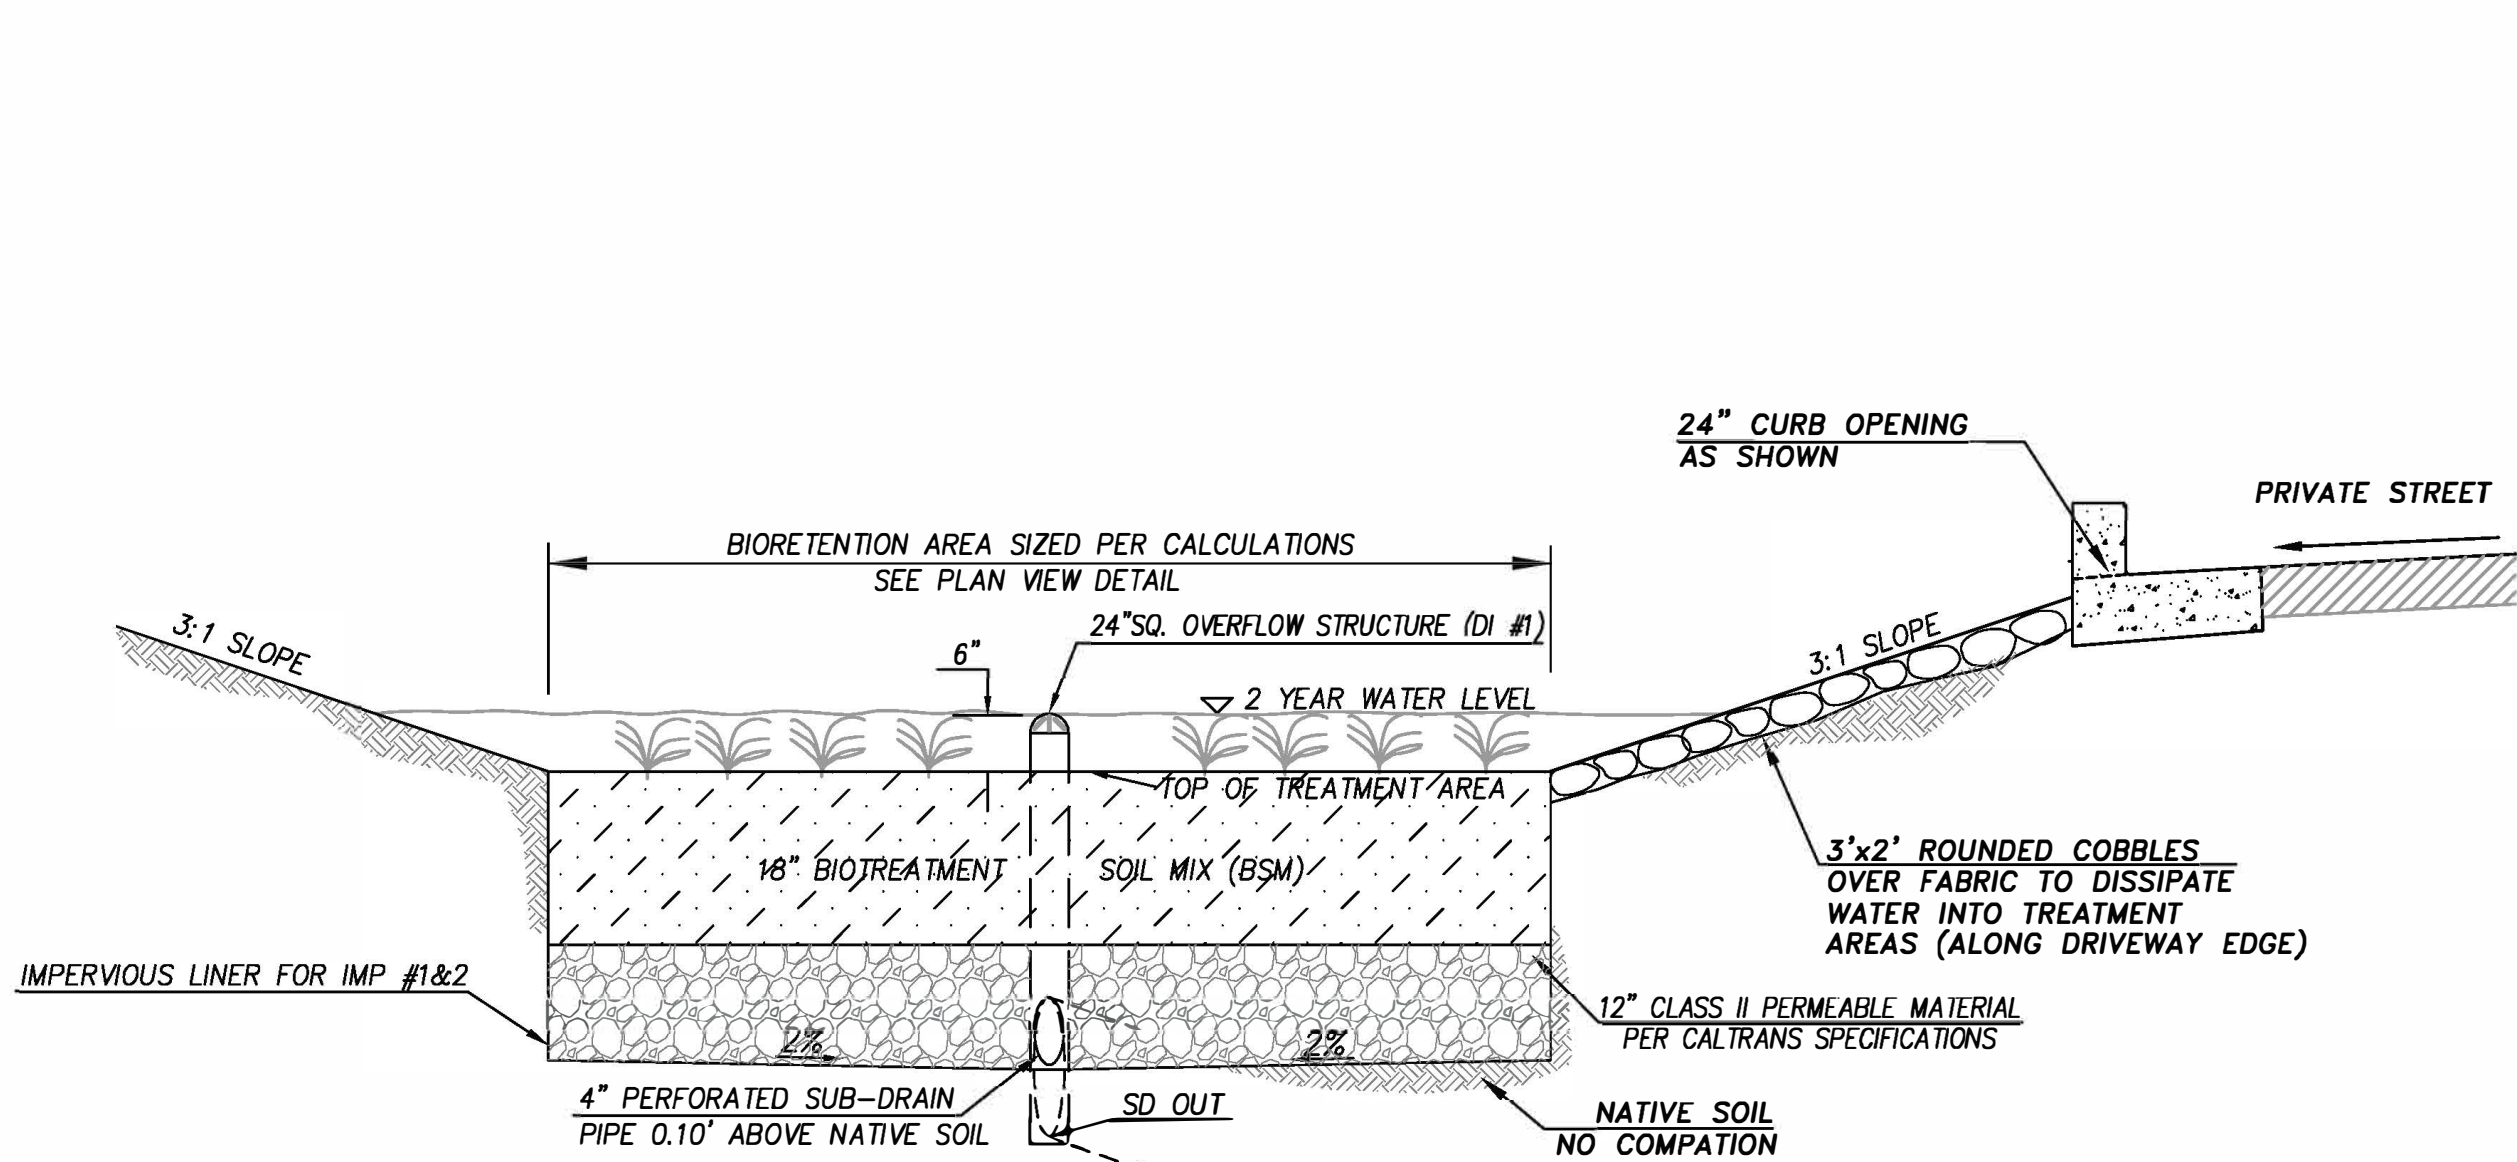 24" CURB OPENING
AS SHOWN
PRIVATE STREET
BIORETENTION AREA SIZED PER CALCULATIONS
SEE PLAN VIEW DETAIL
3:1 SLOPE
24"SQ. OVERFLOW STRUCTURE (DI #1)
6"
3:1 SLOPE
2 YEAR WATER LEVEL
TOP OF TREATMENT AREA
18" BIOTREATMENT SOIL MIX (BSM)
3'x2' ROUNDED COBBLES
OVER FABRIC TO DISSIPATE
WATER INTO TREATMENT
AREAS (ALONG DRIVEWAY EDGE)
IMPERVIOUS LINER FOR IMP #1&2
12" CLASS II PERMEABLE MATERIAL
PER CALTRANS SPECIFICATIONS
2%
2%
4" PERFORATED SUB-DRAIN
PIPE 0.10' ABOVE NATIVE SOIL
SD OUT
NATIVE SOIL
NO COMPATION